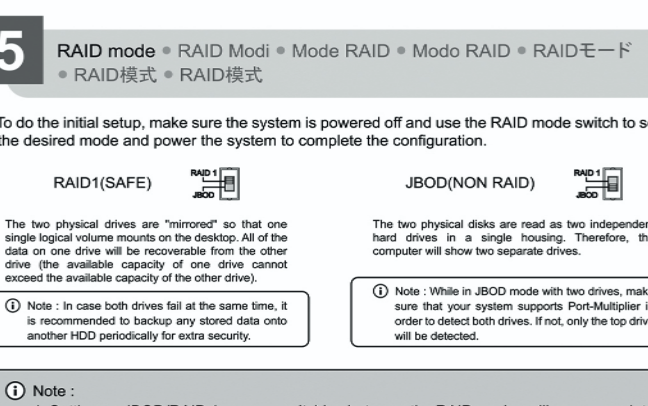 5
RAID mode • RAID Modi • Mode RAID • Modo RAID • RAIDモード
• RAID模式 • RAID模式
To do the initial setup, make sure the system is powered off and use the RAID mode switch to
the desired mode and power the system to complete the configuration.
RAID1(SAFE)
RAID 1
JBOD
The two physical drives are "mirrored" so that one
single logical volume mounts on the desktop. All of the
data on one drive will be recoverable from the other
drive (the available capacity of one drive cannot
exceed the available capacity of the other drive).
Note : In case both drives fail at the same time, it
is recommended to backup any stored data onto
another HDD periodically for extra security.
JBOD(NON RAID)
RAID 1
JBOD
The two physical disks are read as two independen
hard drives in a single housing. Therefore, th
computer will show two separate drives.
Note : While in JBOD mode with two drives, mak
sure that your system supports Port-Multiplier i
order to detect both drives. If not, only the top driv
will be detected.
Note :